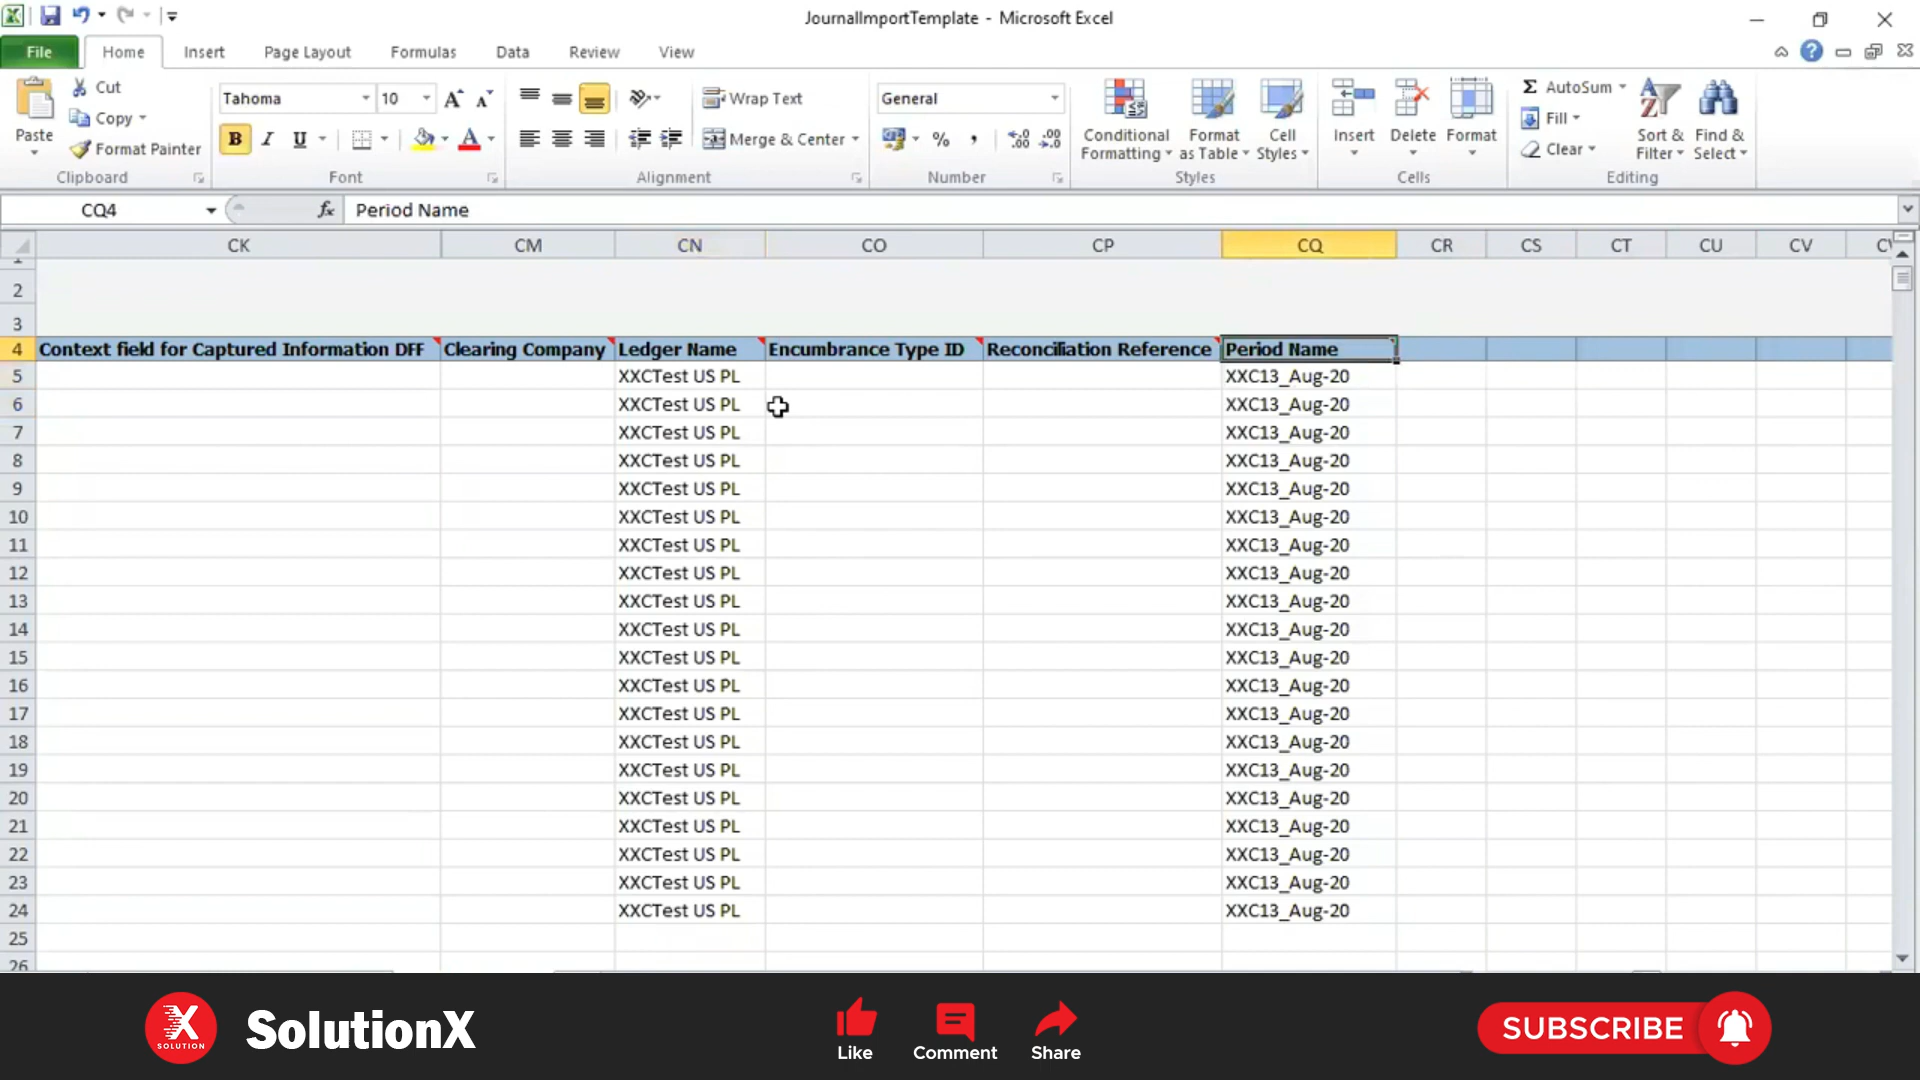 JournalImportTemplate - Microsoft Excel
File Home Insert Page Layout Formulas Data Review View
Paste
Cut
Copy
Format Painter
Clipboard
Tahoma 10
B I U
Font
Wrap Text
Merge & Center
Alignment
General
% ,
Number
Conditional Formatting
Format as Table
Cell Styles
Styles
Insert Delete Format
Cells
Σ AutoSum
Fill
Clear
Sort & Filter
Find & Select
Editing
CQ4 fx Period Name
CK CM CN CO CP CQ CR CS CT CU CV
2
3
4 Context field for Captured Information DFF Clearing Company Ledger Name Encumbrance Type ID Reconciliation Reference Period Name
5 XXCTest US PL XXC13_Aug-20
6 XXCTest US PL XXC13_Aug-20
7 XXCTest US PL XXC13_Aug-20
8 XXCTest US PL XXC13_Aug-20
9 XXCTest US PL XXC13_Aug-20
10 XXCTest US PL XXC13_Aug-20
11 XXCTest US PL XXC13_Aug-20
12 XXCTest US PL XXC13_Aug-20
13 XXCTest US PL XXC13_Aug-20
14 XXCTest US PL XXC13_Aug-20
15 XXCTest US PL XXC13_Aug-20
16 XXCTest US PL XXC13_Aug-20
17 XXCTest US PL XXC13_Aug-20
18 XXCTest US PL XXC13_Aug-20
19 XXCTest US PL XXC13_Aug-20
20 XXCTest US PL XXC13_Aug-20
21 XXCTest US PL XXC13_Aug-20
22 XXCTest US PL XXC13_Aug-20
23 XXCTest US PL XXC13_Aug-20
24 XXCTest US PL XXC13_Aug-20
25
26
X SOLUTION
SolutionX
Like Comment Share
SUBSCRIBE